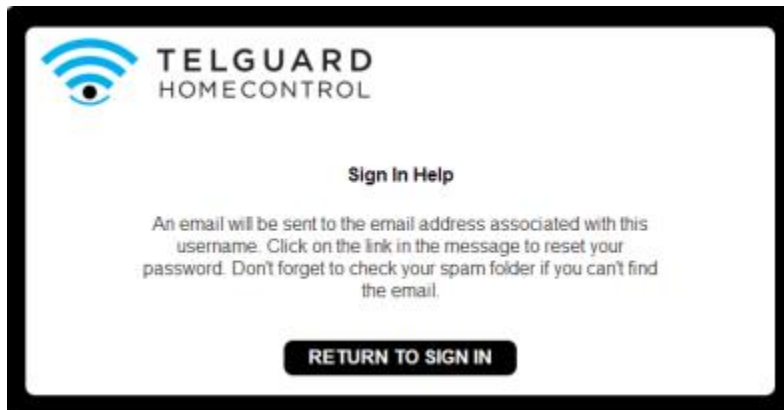 TELGUARD
HOMECONTROL
Sign In Help
An email will be sent to the email address associated with this
username. Click on the link in the message to reset your
password. Don't forget to check your spam folder if you can't find
the email.
RETURN TO SIGN IN